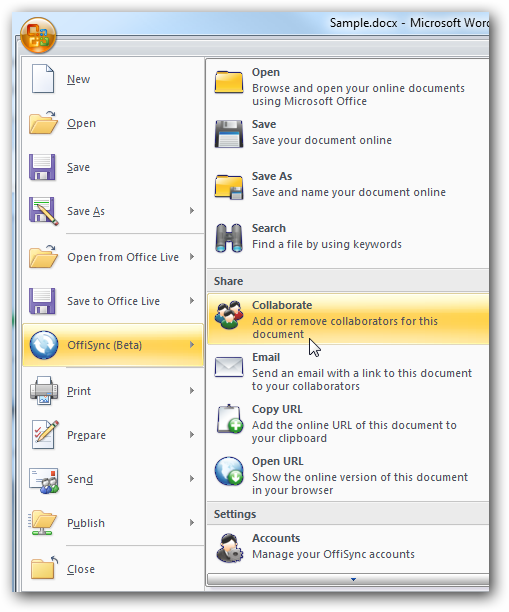 Sample.docx - Microsoft Word
New
Open
Save
Save As
Open from Office Live
Save to Office Live
OffiSync (Beta)
Print
Prepare
Send
Publish
Close
Open
Browse and open your online documents
using Microsoft Office
Save
Save your document online
Save As
Save and name your document online
Search
Find a file by using keywords
Share
Collaborate
Add or remove collaborators for this
document
Email
Send an email with a link to this document
to your collaborators
Copy URL
Add the online URL of this document to
your clipboard
Open URL
Show the online version of this document
in your browser
Settings
Accounts
Manage your OffiSync accounts